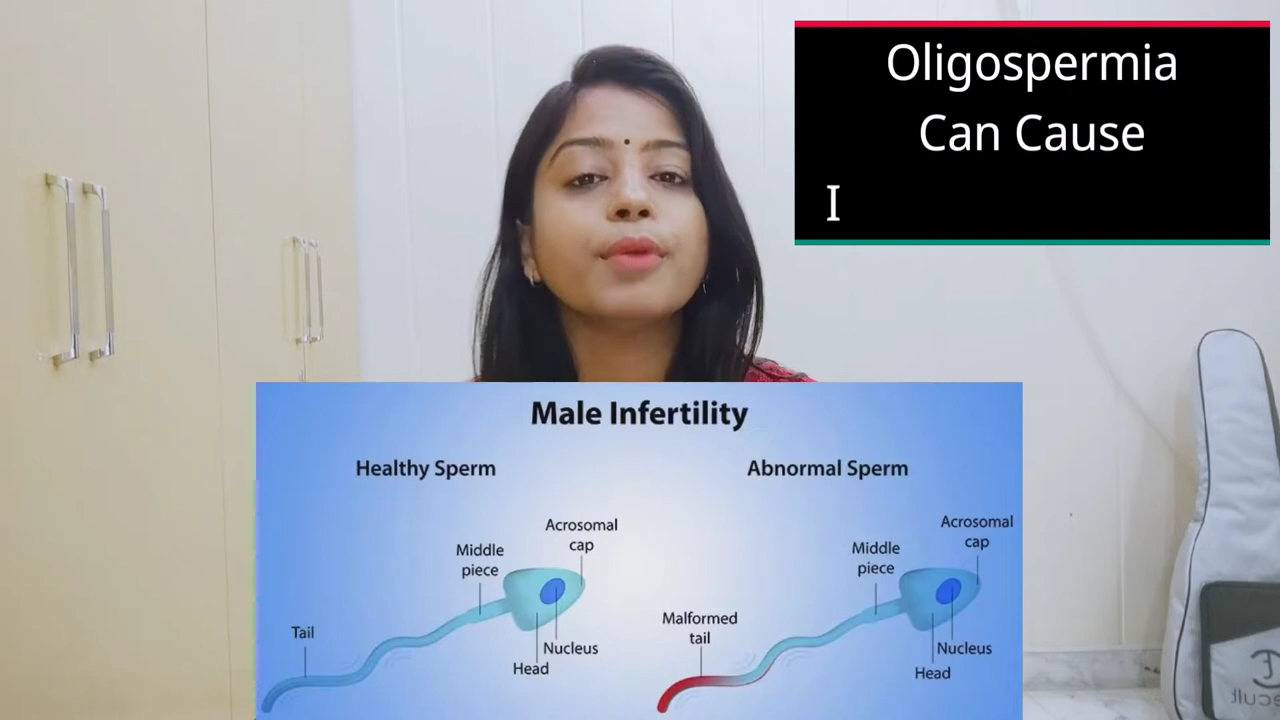 Oligospermia
Can Cause
I
Male Infertility
Healthy Sperm
Abnormal Sperm
Acrosomal
cap
Middle
piece
Tail
Nucleus
Head
Acrosomal
cap
Middle
piece
Malformed
tail
Nucleus
Head